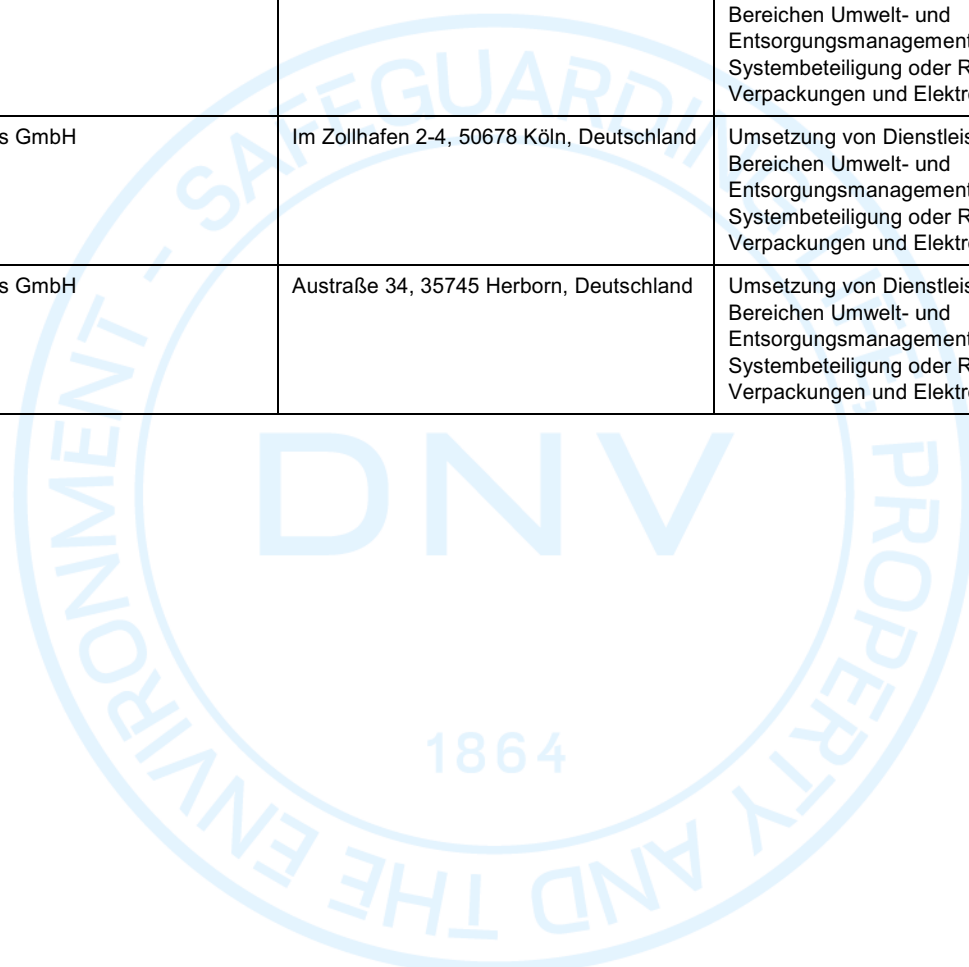 Bereichen Umwelt- und
Entsorgungsmanagement
Systembeteiligung oder R
Verpackungen und Elektr
s GmbH
Im Zollhafen 2-4, 50678 Köln, Deutschland
Umsetzung von Dienstleis
Bereichen Umwelt- und
Entsorgungsmanagement
Systembeteiligung oder R
Verpackungen und Elektr
s GmbH
Austraße 34, 35745 Herborn, Deutschland
Umsetzung von Dienstleis
Bereichen Umwelt- und
Entsorgungsmanagement
Systembeteiligung oder R
Verpackungen und Elektr
SAFEGUARDING LIFE, PROPERTY AND THE ENVIRONMENT -
DNV
1864